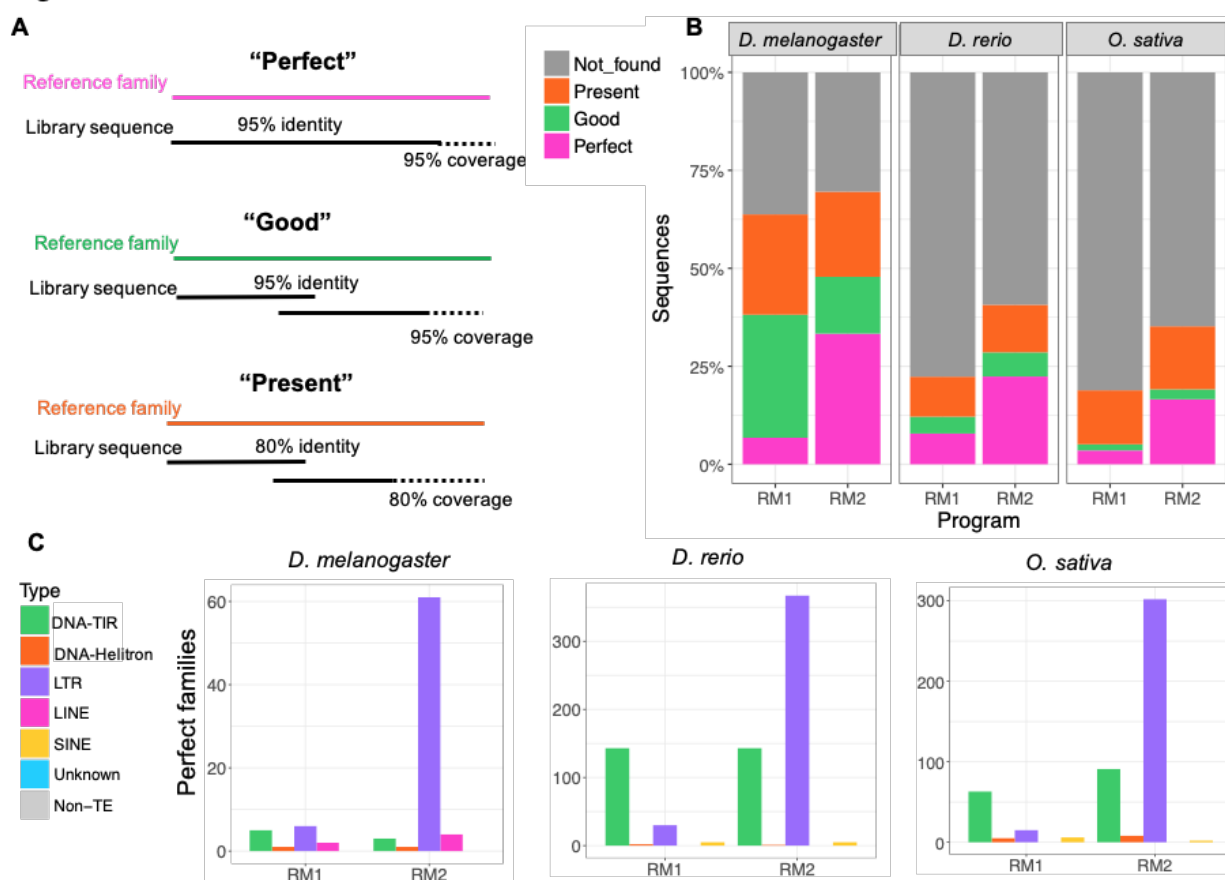 A
“Perfect”
Reference family
Library sequence
95% identity
95% coverage
“Good”
Reference family
Library sequence
95% identity
95% coverage
“Present”
Reference family
Library sequence
80% identity
80% coverage
Not_found
Present
Good
Perfect
B
D. melanogaster
D. rerio
O. sativa
Sequences
100%
75%
50%
25%
0%
RM1
RM2
RM1
RM2
RM1
RM2
Program
C
Type
DNA-TIR
DNA-Helitron
LTR
LINE
SINE
Unknown
Non-TE
D. melanogaster
Perfect families
60
40
20
0
RM1
RM2
D. rerio
300
200
100
0
RM1
RM2
O. sativa
300
200
100
0
RM1
RM2